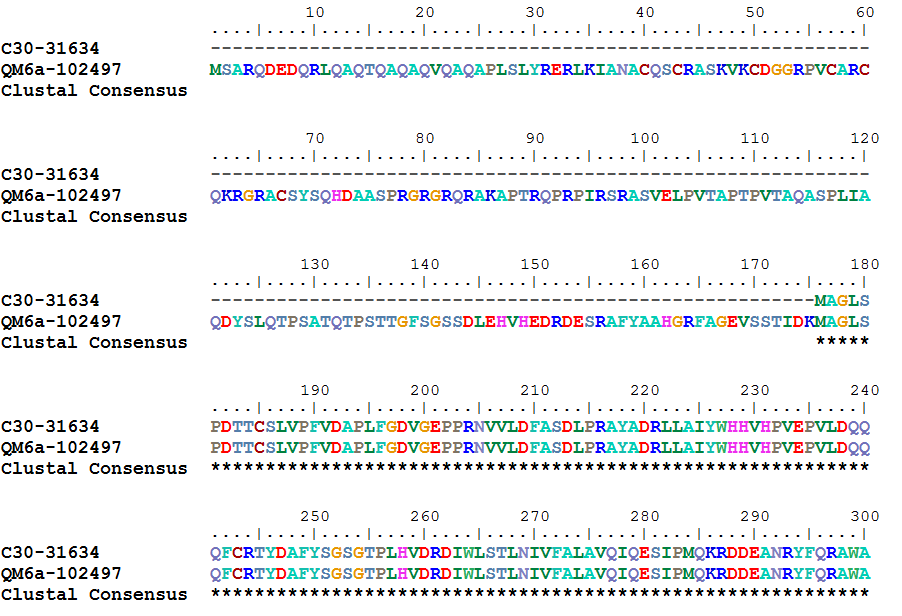 10 20 30 40 50 60
....|....|....|....|....|....|....|....|....|....|....|....|
C30-31634 ------------------------------------------------------------
QM6a-102497 MSARQDEDQRLQAQTQAQAQVQAQAPLSLYRERLKIANACQSCRASKVKCDGGRPVCARC
Clustal Consensus
70 80 90 100 110 120
....|....|....|....|....|....|....|....|....|....|....|....|
C30-31634 ------------------------------------------------------------
QM6a-102497 QKRGRACSYSQHDAASPRGRGRQRAKAPTRQPRPIRSRASVELPVTAPTPVTAQASPLIA
Clustal Consensus
130 140 150 160 170 180
....|....|....|....|....|....|....|....|....|....|....|....|
C30-31634 -------------------------------------------------------MAGLS
QM6a-102497 QDYSLQTPSATQTPSTTGFSGSSDLEHVHEDRDESRAFYAAHGRFAGEVSSTIDKMAGLS
Clustal Consensus *****
190 200 210 220 230 240
....|....|....|....|....|....|....|....|....|....|....|....|
C30-31634 PDTTCSLVPFVDAPLFGDVGEPPRNVVLDFASDLPRAYADRLLAIYWHHVHPVEPVLDQQ
QM6a-102497 PDTTCSLVPFVDAPLFGDVGEPPRNVVLDFASDLPRAYADRLLAIYWHHVHPVEPVLDQQ
Clustal Consensus ************************************************************
250 260 270 280 290 300
....|....|....|....|....|....|....|....|....|....|....|....|
C30-31634 QFCRTYDAFYSGSGTPLHVDRDIWLSTLNIVFALAVQIQESIPMQKRDDEANRYFQRAWA
QM6a-102497 QFCRTYDAFYSGSGTPLHVDRDIWLSTLNIVFALAVQIQESIPMQKRDDEANRYFQRAWA
Clustal Consensus ************************************************************